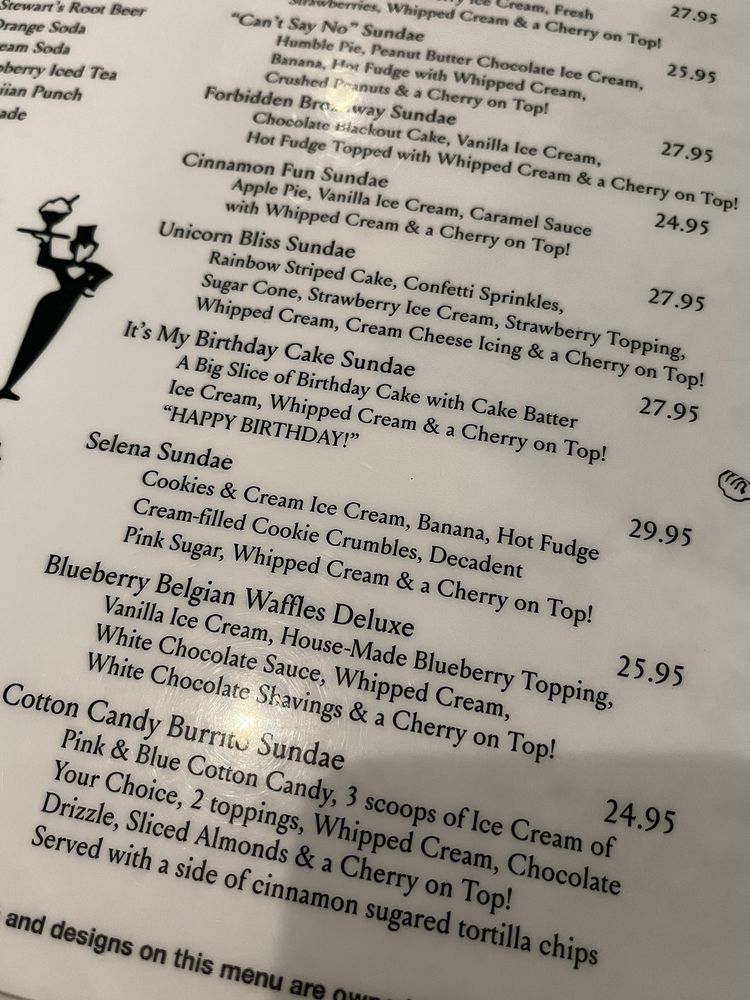 Stewart's Root Beer
Orange Soda
eam Soda
pberry Iced Tea
iian Punch
ade
Ice Cream, Fresh
Strawberries, Whipped Cream & a Cherry on Top!
27.95
"Can't Say No" Sundae
Humble Pie, Peanut Butter Chocolate Ice Cream,
Banana, Hot Fudge with Whipped Cream,
Crushed Peanuts & a Cherry on Top!
25.95
Forbidden Broadway Sundae
Chocolate Blackout Cake, Vanilla Ice Cream,
Hot Fudge Topped with Whipped Cream & a Cherry on Top!
27.95
Cinnamon Fun Sundae
Apple Pie, Vanilla Ice Cream, Caramel Sauce
with Whipped Cream & a Cherry on Top!
24.95
Unicorn Bliss Sundae
Rainbow Striped Cake, Confetti Sprinkles,
Sugar Cone, Strawberry Ice Cream, Strawberry Topping,
Whipped Cream, Cream Cheese Icing & a Cherry on Top!
27.95
It's My Birthday Cake Sundae
A Big Slice of Birthday Cake with Cake Batter
Ice Cream, Whipped Cream & a Cherry on Top!
"HAPPY BIRTHDAY!"
27.95
Selena Sundae
Cookies & Cream Ice Cream, Banana, Hot Fudge
Cream-filled Cookie Crumbles, Decadent
Pink Sugar, Whipped Cream & a Cherry on Top!
29.95
Blueberry Belgian Waffles Deluxe
Vanilla Ice Cream, House-Made Blueberry Topping,
White Chocolate Sauce, Whipped Cream,
White Chocolate Shavings & a Cherry on Top!
25.95
Cotton Candy Burrito Sundae
Pink & Blue Cotton Candy, 3 scoops of Ice Cream of
Your Choice, 2 toppings, Whipped Cream, Chocolate
Drizzle, Sliced Almonds & a Cherry on Top!
Served with a side of cinnamon sugared tortilla chips
24.95
and designs on this menu are